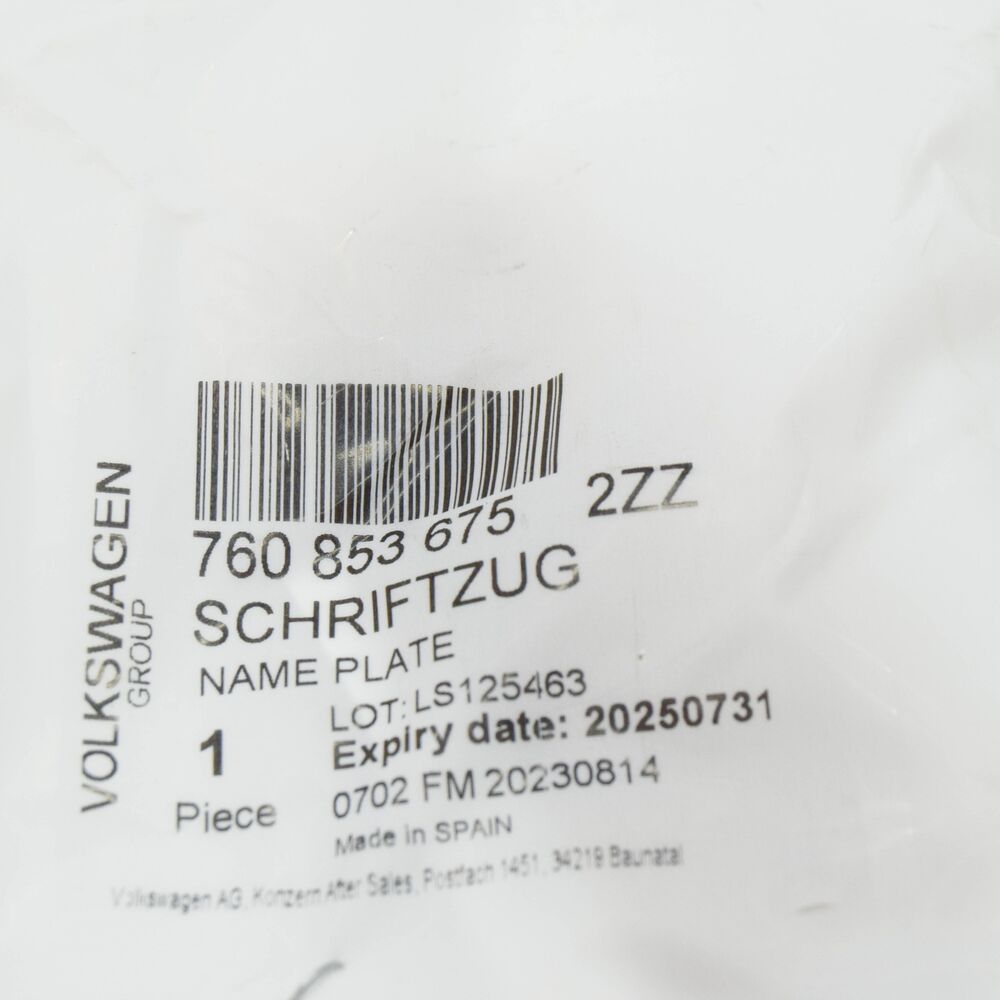 VOLKSWAGEN
GROUP
760 853 675 2ZZ
SCHRIFTZUG
NAME PLATE
LOT: LS125463
1 Expiry date: 20250731
Piece 0702 FM 20230814
Made in SPAIN
Volkswagen AG, Konzern After Sales, Postfach 1451, 34219 Baunatal